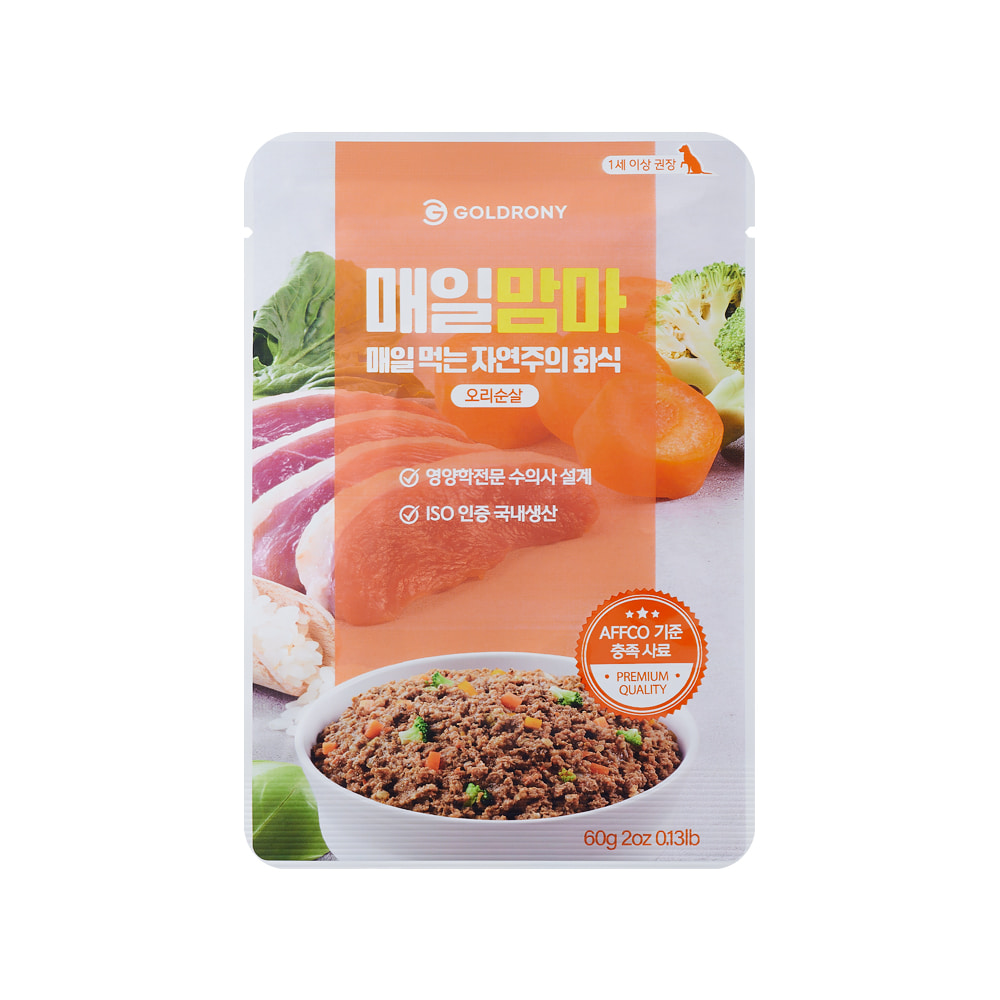 1세 이상 권장
GOLDRONY
매일맘마
매일 먹는 자연주의 화식
오리순살
영양학전문 수의사 설계
ISO 인증 국내생산
AFFCO 기준
충족 사료
PREMIUM
QUALITY
60g 2oz 0.13lb